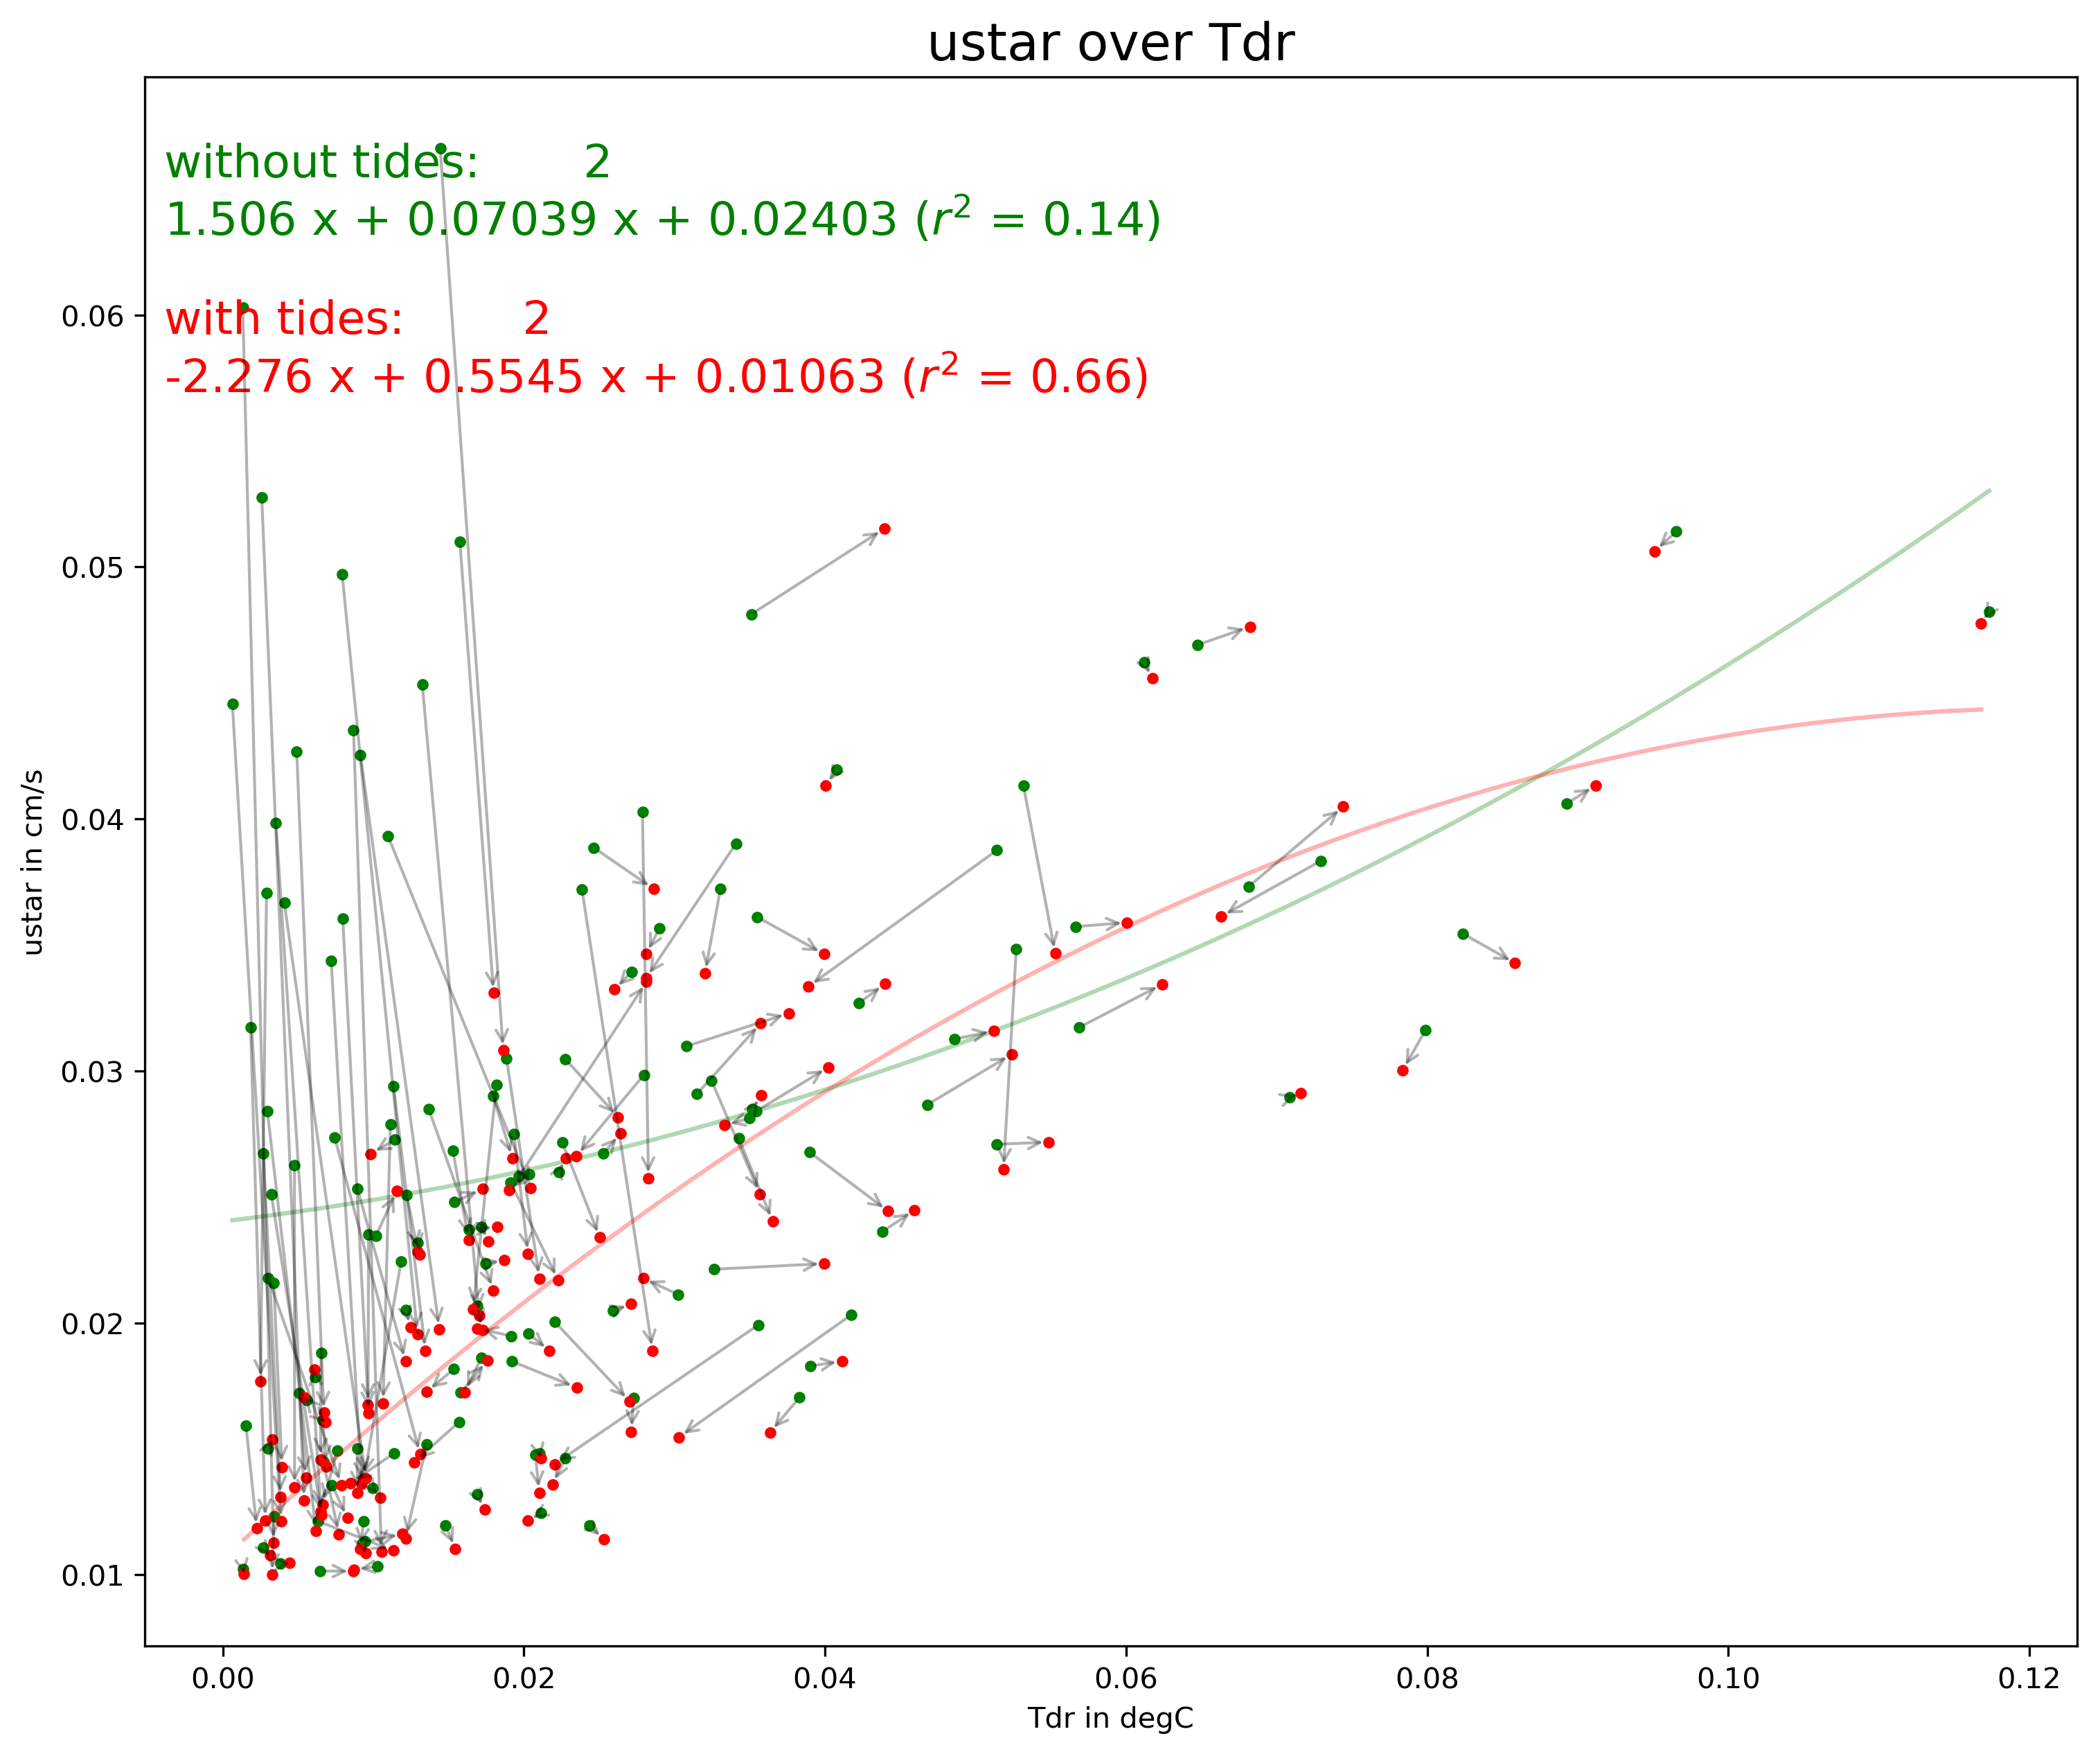 ustar over Tdr
without tides: 2
1.506 x + 0.07039 x + 0.02403 (r² = 0.14)
with tides: 2
-2.276 x + 0.5545 x + 0.01063 (r² = 0.66)
0.06
0.05
0.04
0.03
0.02
0.01
ustar in cm/s
0.00 0.02 0.04 0.06 0.08 0.10 0.12
Tdr in degC